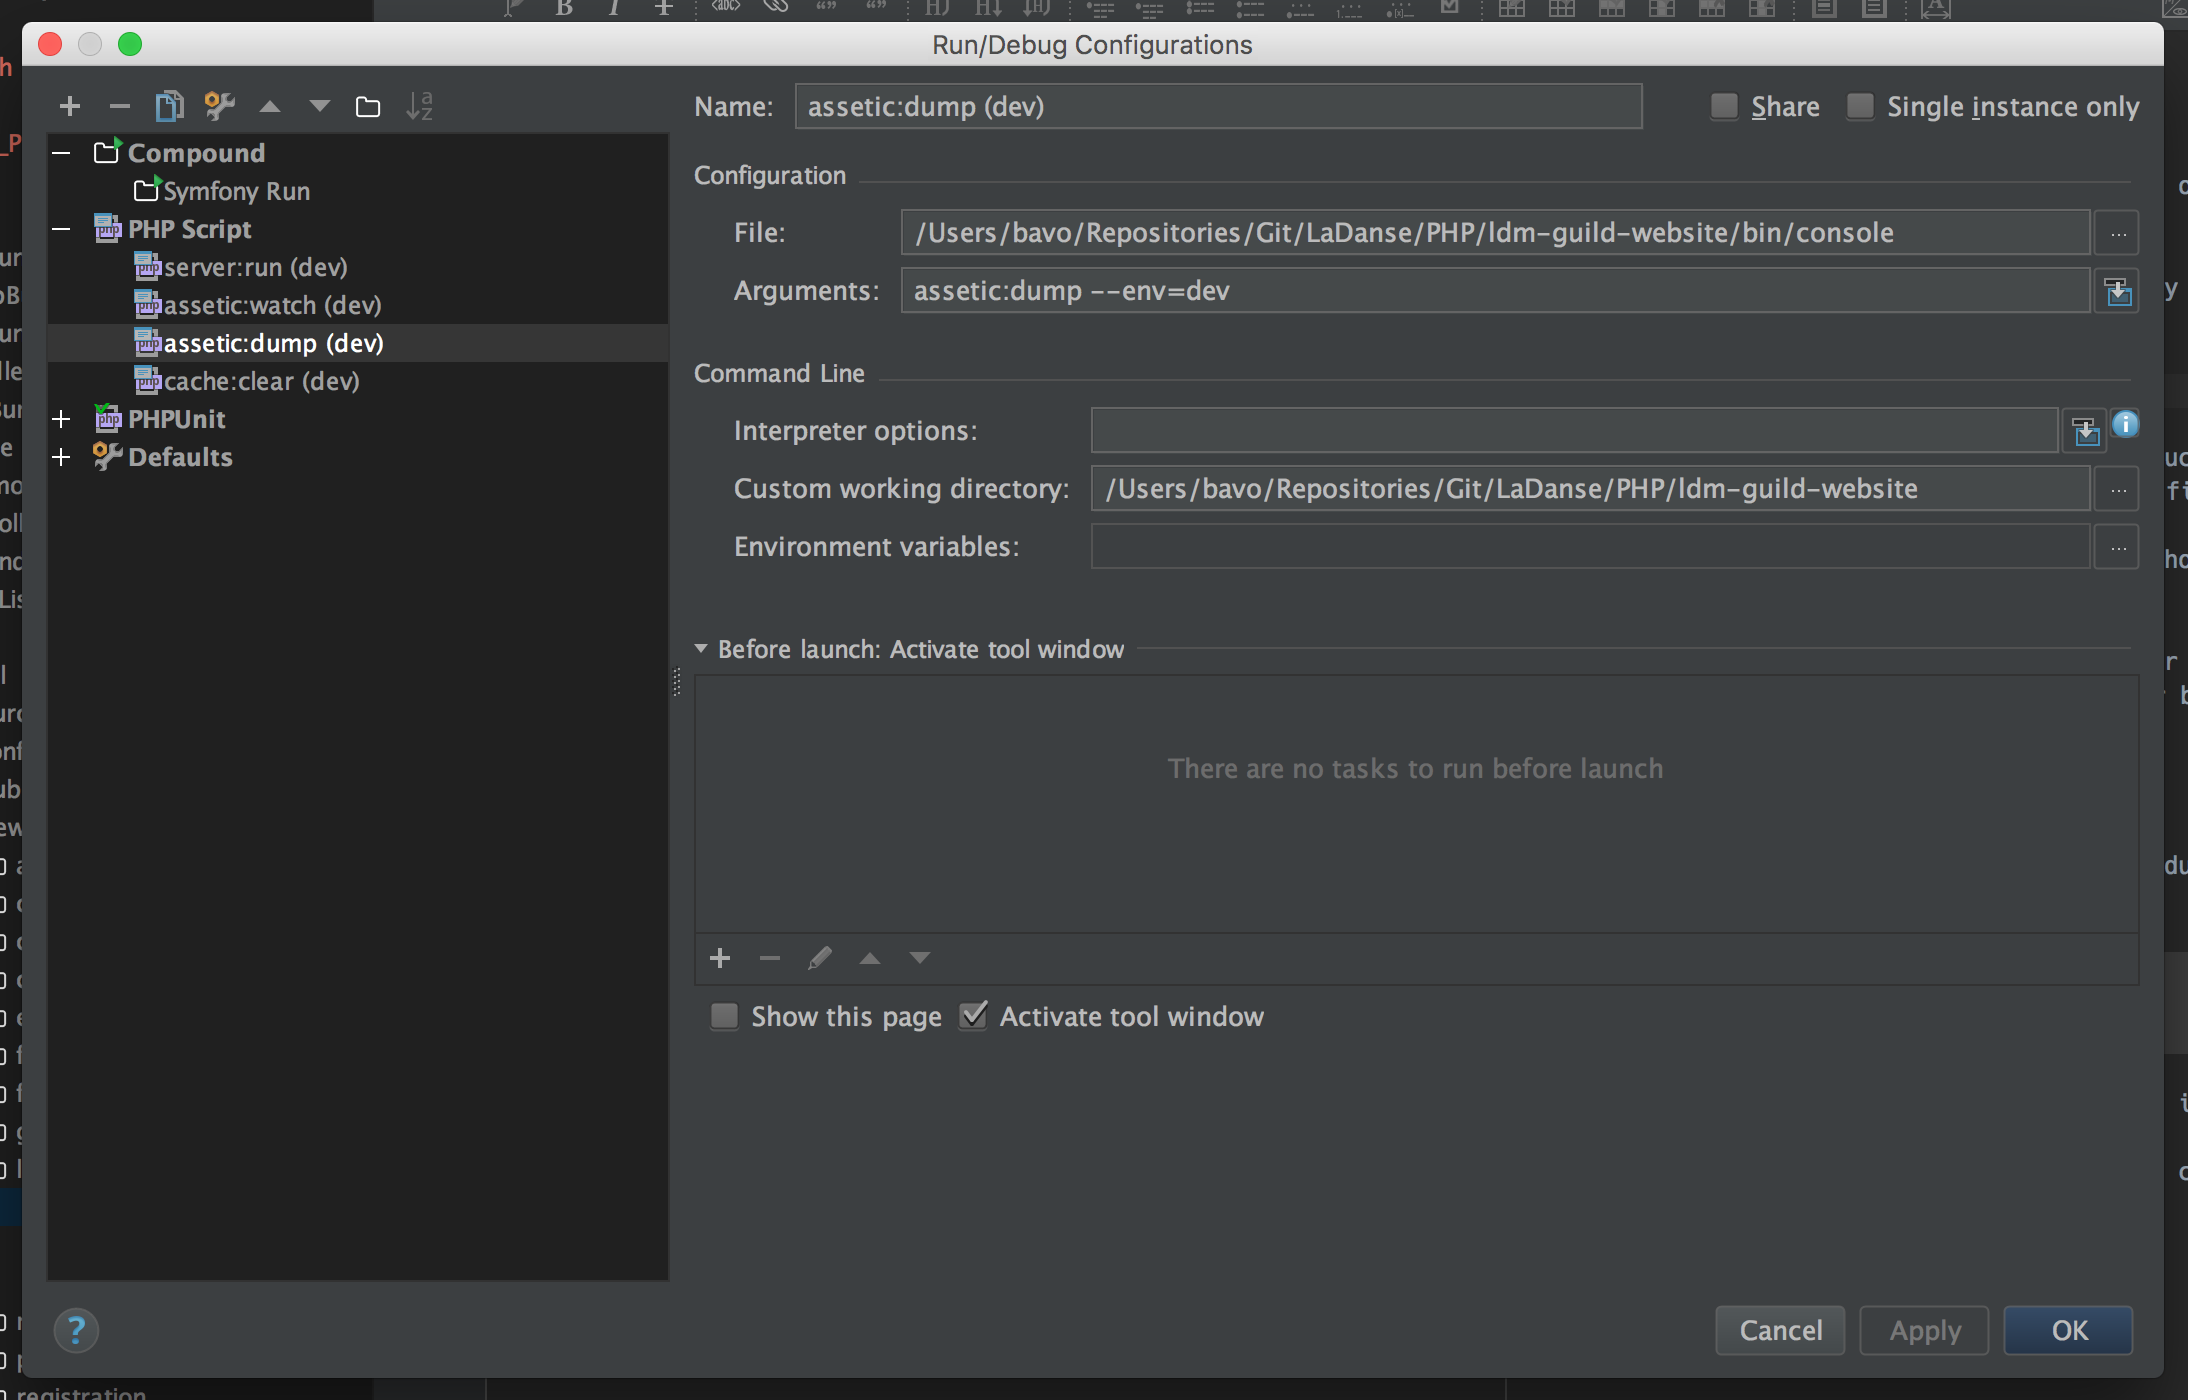 Run/Debug Configurations
Name: assetic:dump (dev) Share Single instance only
Compound
Symfony Run
PHP Script
server:run (dev)
assetic:watch (dev)
assetic:dump (dev)
cache:clear (dev)
PHPUnit
Defaults
Configuration
File: /Users/bavo/Repositories/Git/LaDanse/PHP/ldm-guild-website/bin/console ...
Arguments: assetic:dump --env=dev
Command Line
Interpreter options:
Custom working directory: /Users/bavo/Repositories/Git/LaDanse/PHP/ldm-guild-website ...
Environment variables: ...
Before launch: Activate tool window
There are no tasks to run before launch
Show this page Activate tool window
? Cancel Apply OK
registration